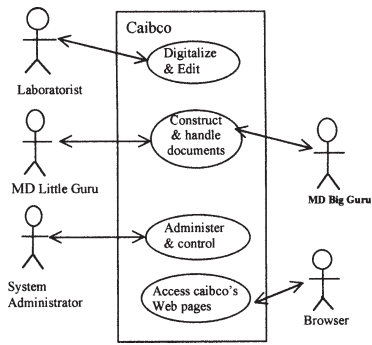 Caibco
Digitalize
& Edit
Laboratorist
Construct
& handle
documents
MD Little Guru
MD Big Guru
Administer
& control
System
Administrator
Access caibco's
Web pages
Browser